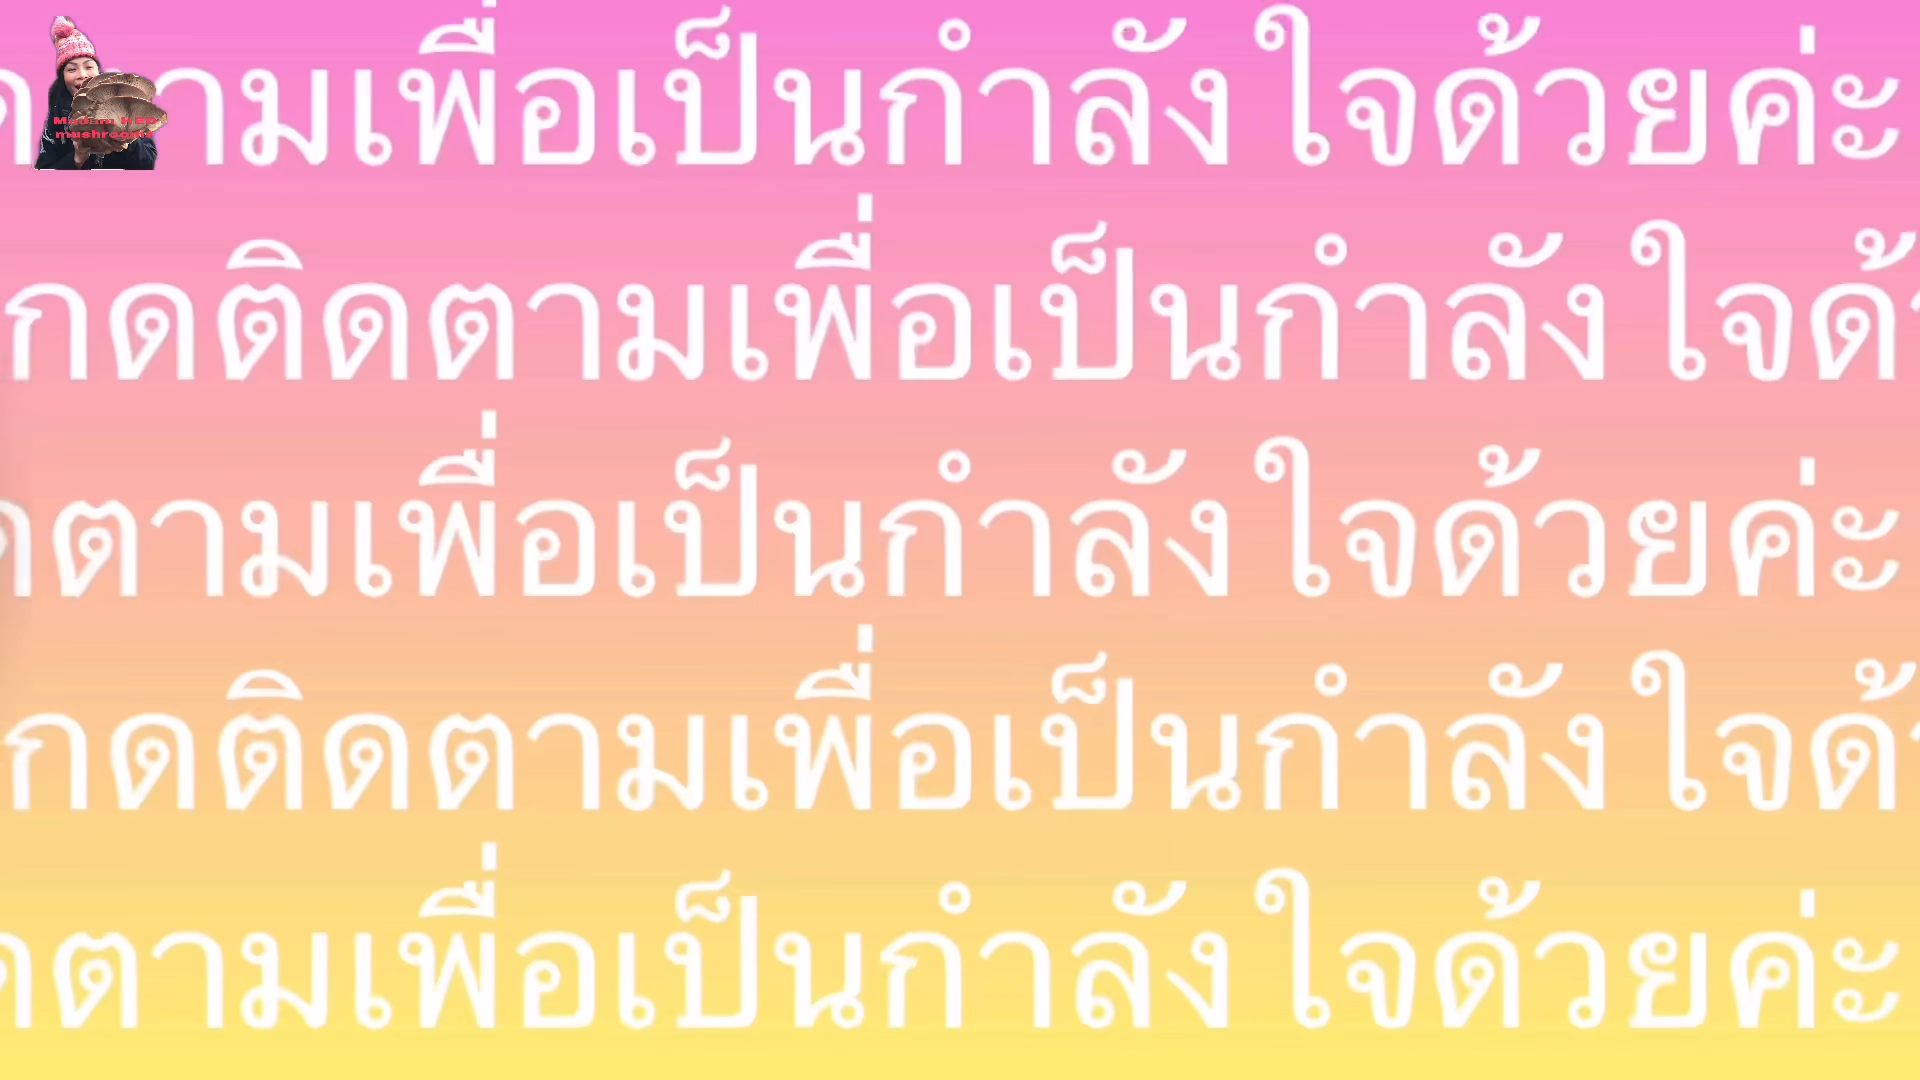 ตามเพื่อเป็นกำลังใจด้วยค่ะ
Madam HED
mushrooms
กดติดตามเพื่อเป็นกำลังใจด้
ดตามเพื่อเป็นกำลังใจด้วยค่ะ
กดติดตามเพื่อเป็นกำลังใจด้
ดตามเพื่อเป็นกำลังใจด้วยค่ะ